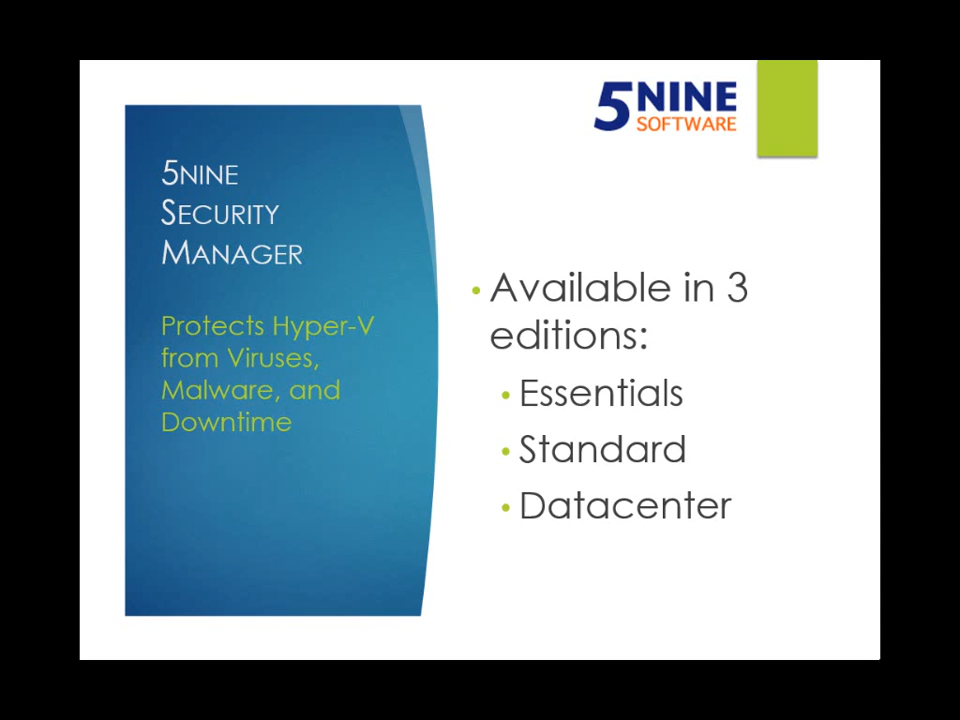 5NINE
SOFTWARE
5NINE
SECURITY
MANAGER
Protects Hyper-V
from Viruses,
Malware, and
Downtime
• Available in 3
editions:
• Essentials
• Standard
• Datacenter